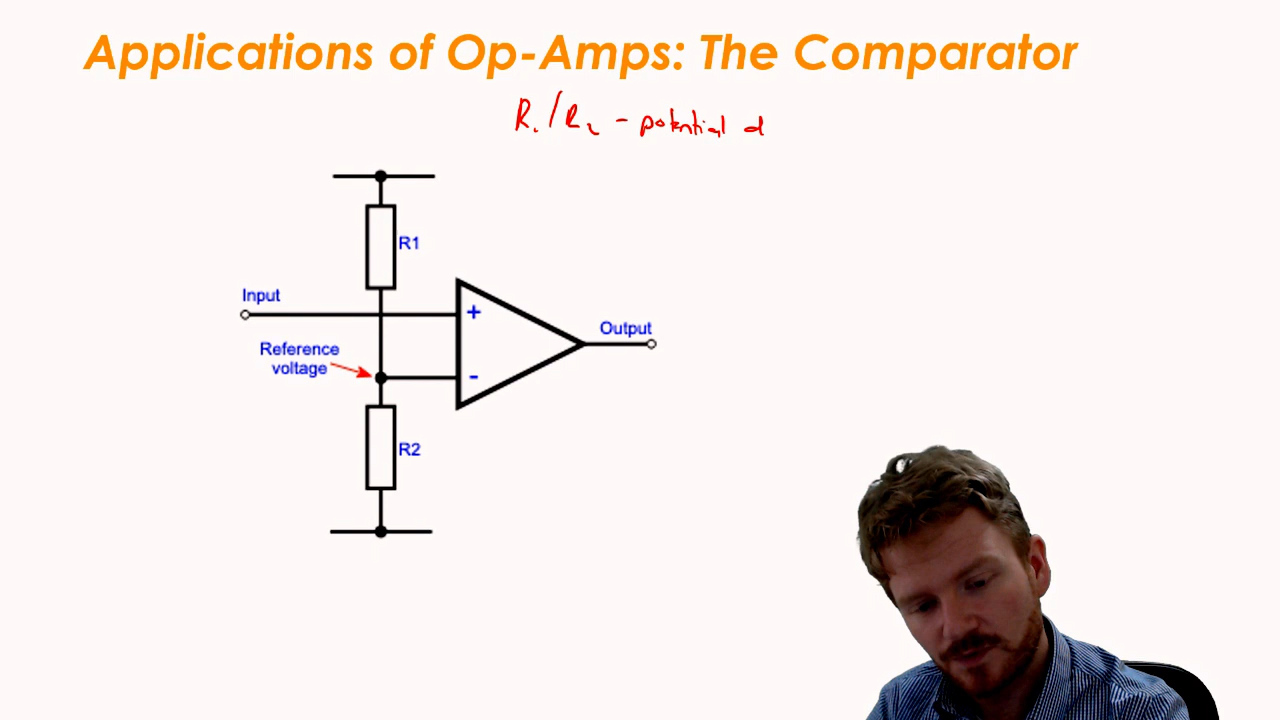 Applications of Op-Amps: The Comparator
R1/R2 - potential d
R1
Input
+
Output
Reference
voltage
-
R2